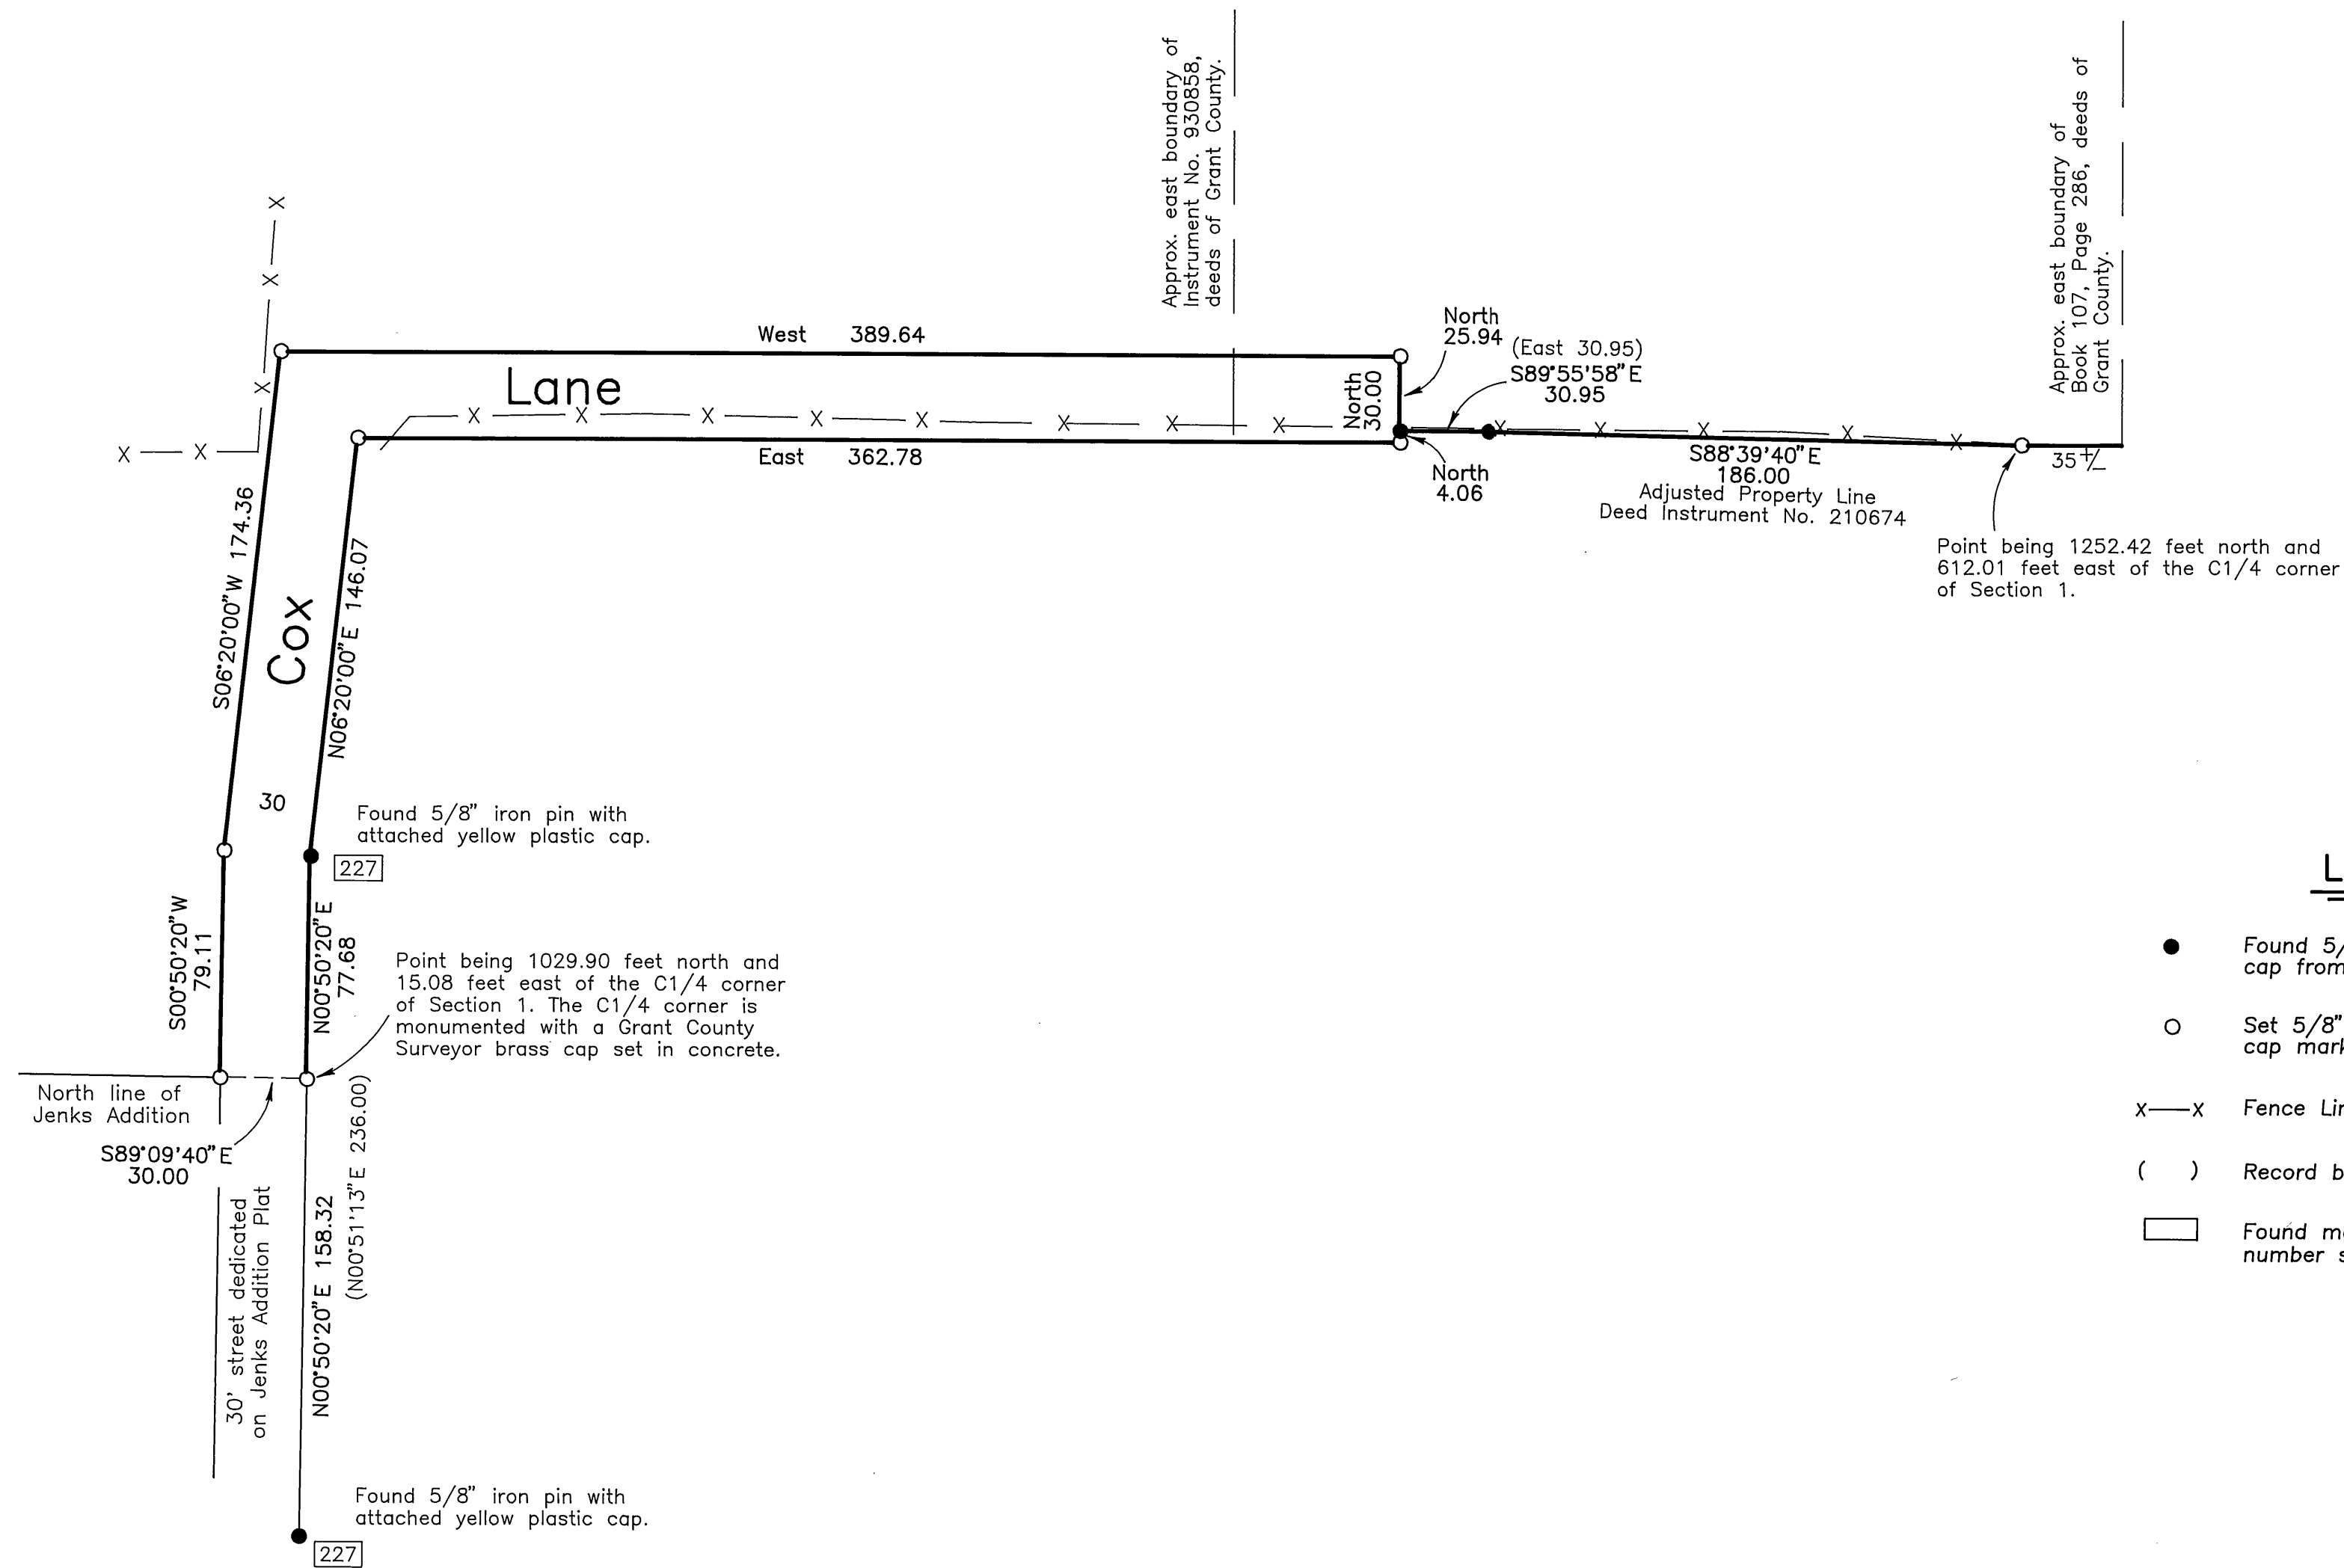 Approx. east boundary of
Instrument No. 930858,
deeds of Grant County.
Approx. east boundary of
Book 107, Page 286, deeds of
Grant County.
West 389.64
Lane
East 362.78
North
25.94
(East 30.95)
S89°55'58"E
30.95
North
30.00
North
4.06
S88°39'40"E
186.00
Adjusted Property Line
Deed Instrument No. 210674
35+/-
Point being 1252.42 feet north and
612.01 feet east of the C1/4 corner
of Section 1.
S06°20'00"W 174.36
Cox
N06°20'00"E 146.07
30
Found 5/8" iron pin with
attached yellow plastic cap.
227
S00°50'20"W
79.11
N00°50'20"E
77.68
Point being 1029.90 feet north and
15.08 feet east of the C1/4 corner
of Section 1. The C1/4 corner is
monumented with a Grant County
Surveyor brass cap set in concrete.
North line of
Jenks Addition
S89°09'40"E
30.00
30' street dedicated
on Jenks Addition Plat
N00°50'20"E 158.32
(N00°51'13"E 236.00)
Found 5/8" iron pin with
attached yellow plastic cap.
227
L
Found 5/
cap from
Set 5/8"
cap mark
x——x Fence Lin
( ) Record b
Found m
number s